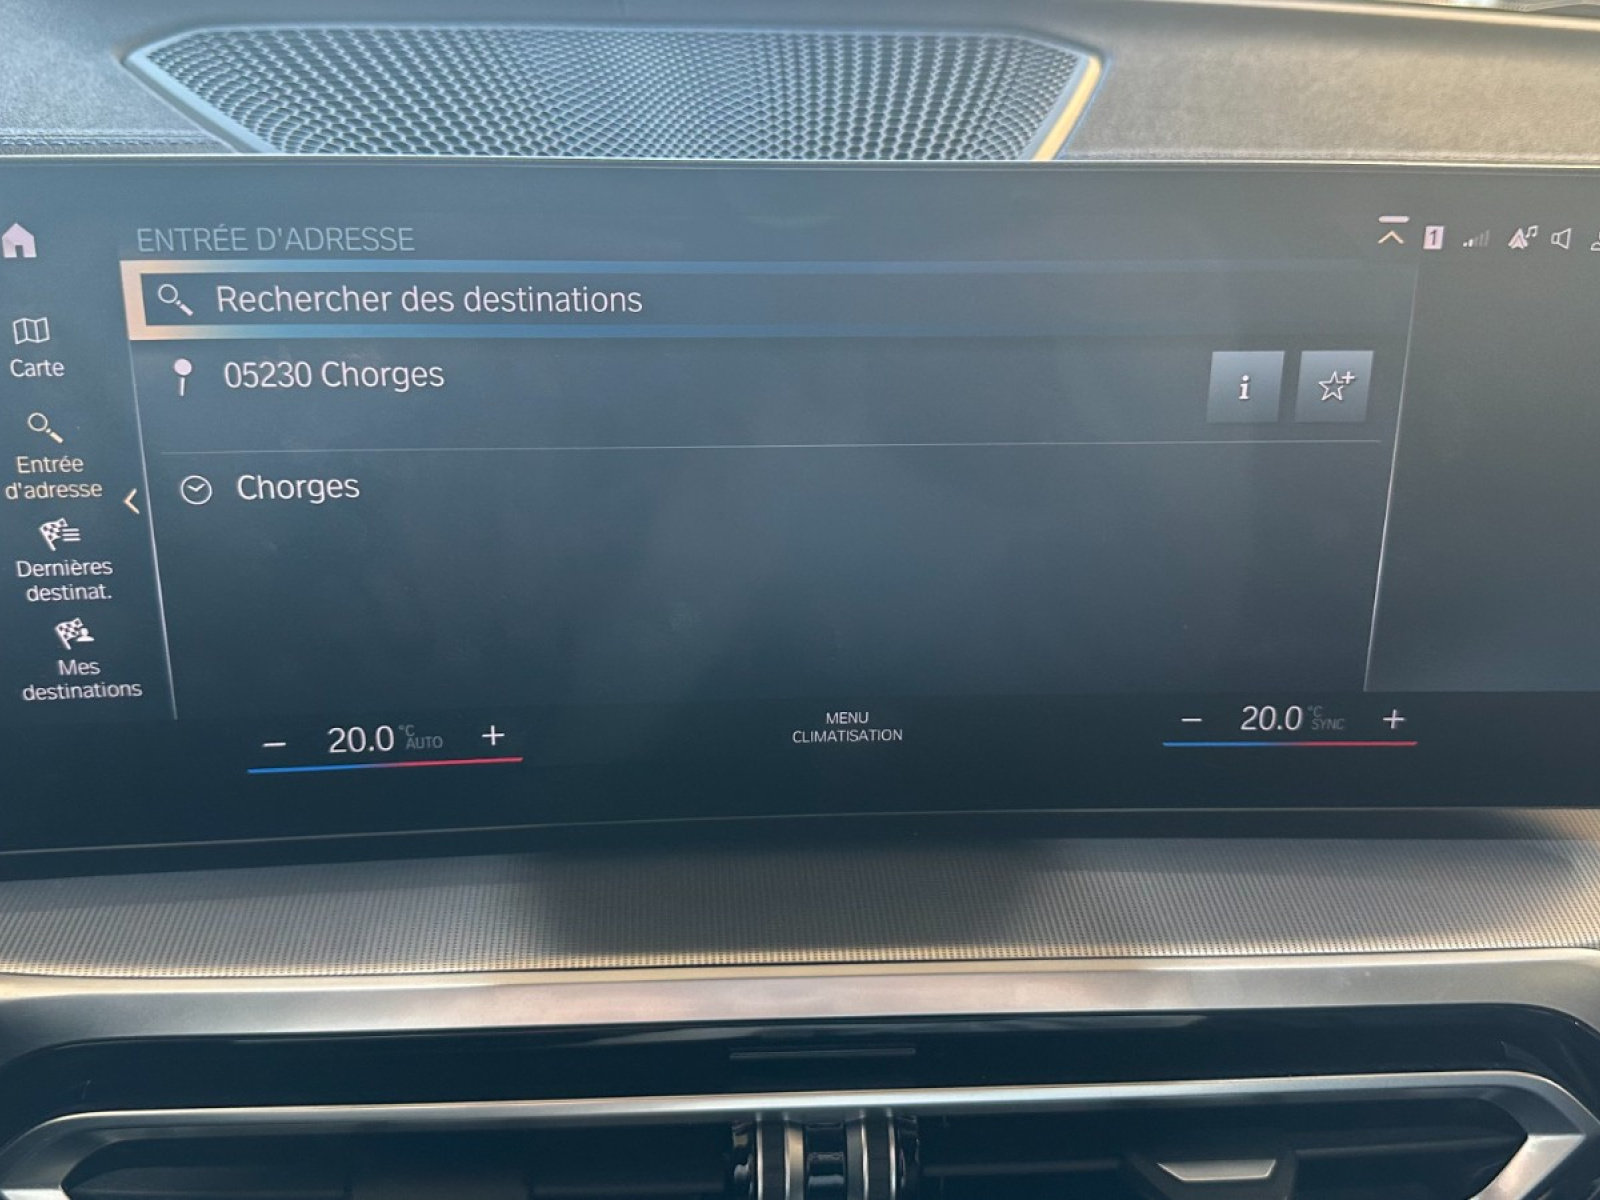 ENTRÉE D'ADRESSE
1
Rechercher des destinations
05230 Chorges
i
Chorges
Carte
Entrée
d'adresse
Dernières
destinat.
Mes
destinations
20.0 °C AUTO
MENU
CLIMATISATION
20.0 °C SYNC